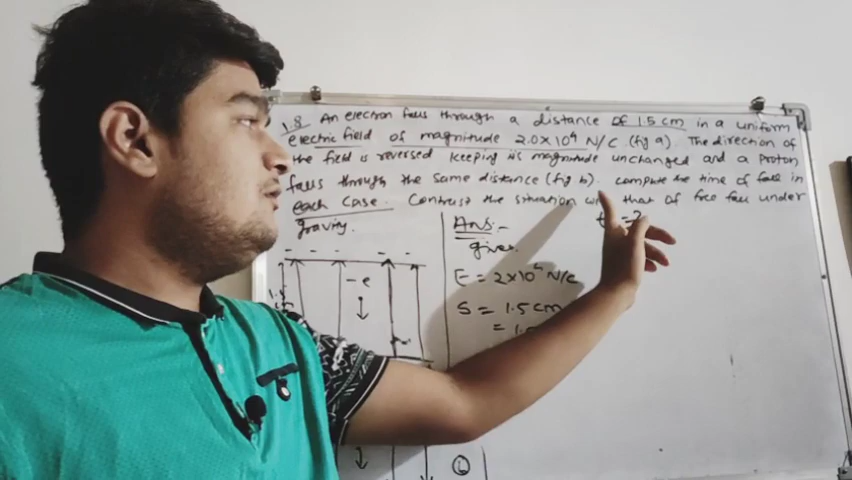 1.8 An electron falls through a distance of 1.5 cm in a uniform
electric field of magnitude 2.0×10⁴ N/C (fig a) The direction of
the field is reversed keeping its magnitude unchanged and a Proton
falls through the same distance (fig b). compute the time of fall in
each case. Contrast the situation that of free fall under
gravity.
Ans:-
given
E = 2×10⁴ N/C
S = 1.5 cm
- - - -
-e
= ?